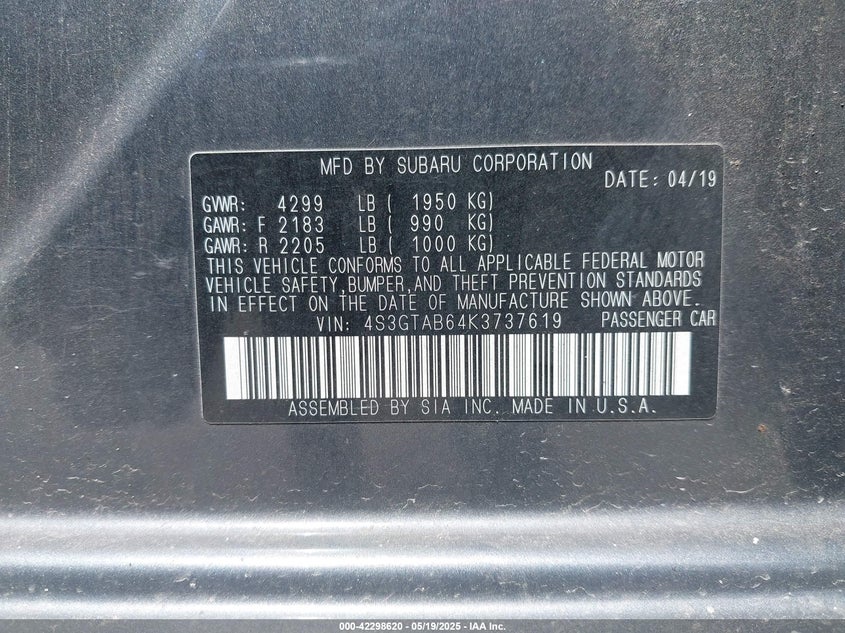 MFD BY SUBARU CORPORATION
DATE: 04/19
GVWR: 4299 LB ( 1950 KG)
GAWR: F 2183 LB ( 990 KG)
GAWR: R 2205 LB ( 1000 KG)
THIS VEHICLE CONFORMS TO ALL APPLICABLE FEDERAL MOTOR
VEHICLE SAFETY,BUMPER,AND THEFT PREVENTION STANDARDS
IN EFFECT ON THE DATE OF MANUFACTURE SHOWN ABOVE.
VIN: 4S3GTAB64K3737619 PASSENGER CAR
ASSEMBLED BY SIA INC. MADE IN U.S.A.
000-42298620 - 05/19/2025 - IAA Inc.